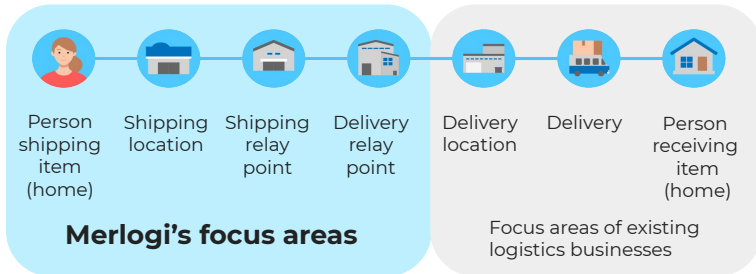 Person
shipping
item
(home)
Shipping
location
Shipping
relay
point
Delivery
relay
point
Delivery
location
Delivery
Person
receiving
item
(home)
Merlogi’s focus areas
Focus areas of existing
logistics businesses